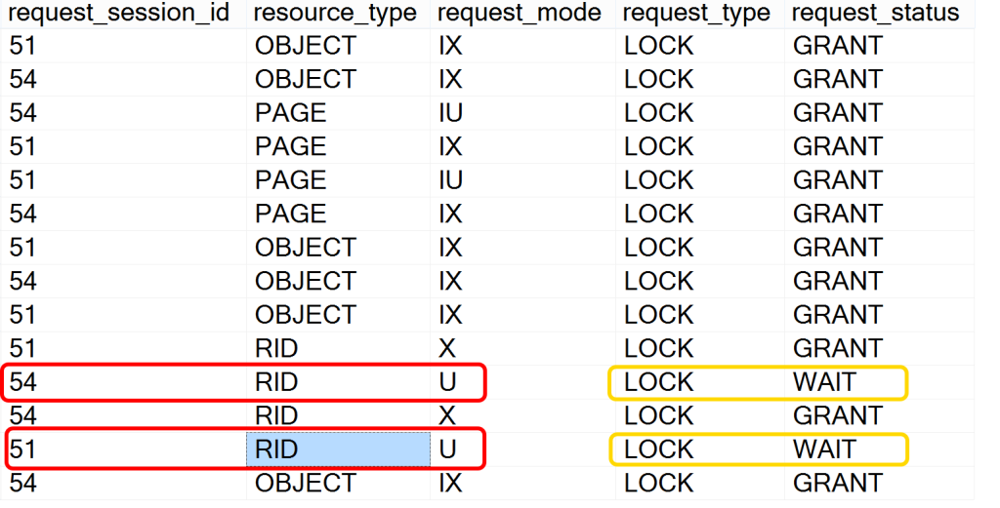 request_session_id resource_type request_mode request_type request_status
51 OBJECT IX LOCK GRANT
54 OBJECT IX LOCK GRANT
54 PAGE IU LOCK GRANT
51 PAGE IX LOCK GRANT
51 PAGE IU LOCK GRANT
54 PAGE IX LOCK GRANT
51 OBJECT IX LOCK GRANT
54 OBJECT IX LOCK GRANT
51 OBJECT IX LOCK GRANT
51 RID X LOCK GRANT
54 RID U LOCK WAIT
54 RID X LOCK GRANT
51 RID U LOCK WAIT
54 OBJECT IX LOCK GRANT